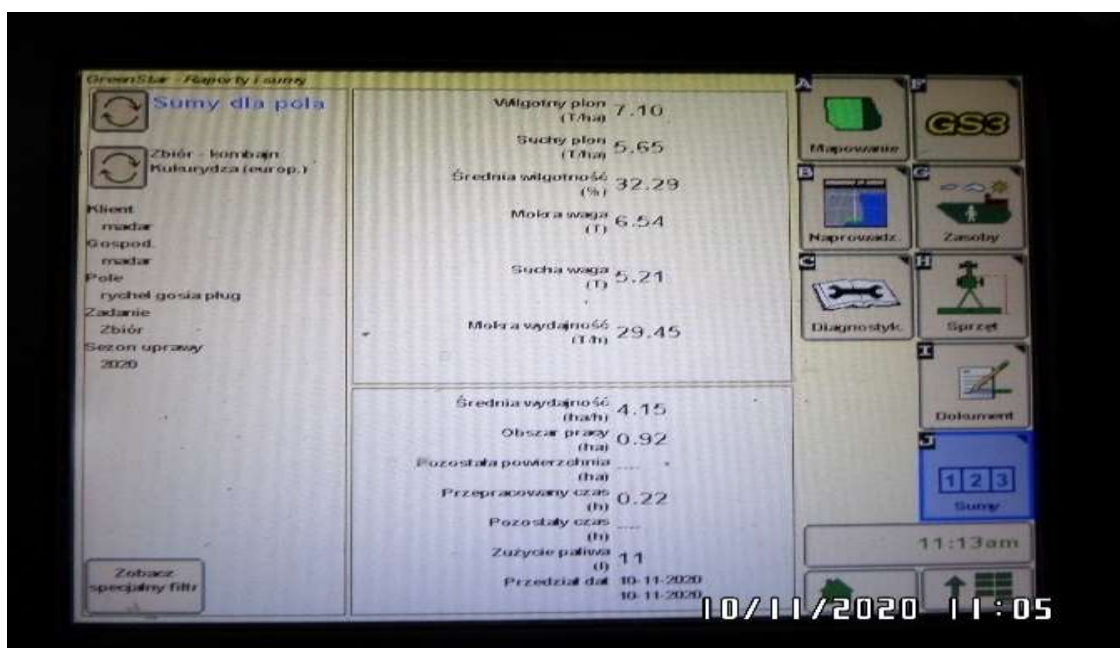 GreenStar - Raporty i sumy
Sumy dla pola
Zbiór - kombajn
Kukurydza (europ.)
Klient
madar
Gospod.
madar
Pole
rychel gosia pług
Zadanie
Zbiór
Sezon uprawy
2020
Zobacz
specjalny filtr
Wilgotny plon 7.10
(T/ha)
Suchy plon 5.65
(T/ha)
Średnia wilgotność 32.29
(%)
Mokra waga 6.54
(T)
Sucha waga 5.21
(T)
Mokra wydajność 29.45
(T/h)
Średnia wydajność 4.15
(ha/h)
Obszar pracy 0.92
(ha)
Pozostała powierzchnia ----
(ha)
Przepracowany czas 0.22
(h)
Pozostały czas ----
(h)
Zużycie paliwa 11
(l)
Przedział dat 10-11-2020
10-11-2020
A
Mapowanie
F
GS3
B
Naprowadz.
G
Zasoby
C
Diagnostyk.
H
Sprzęt
I
Dokument
J
1 2 3
Sumy
11:13am
10/11/2020 11:05